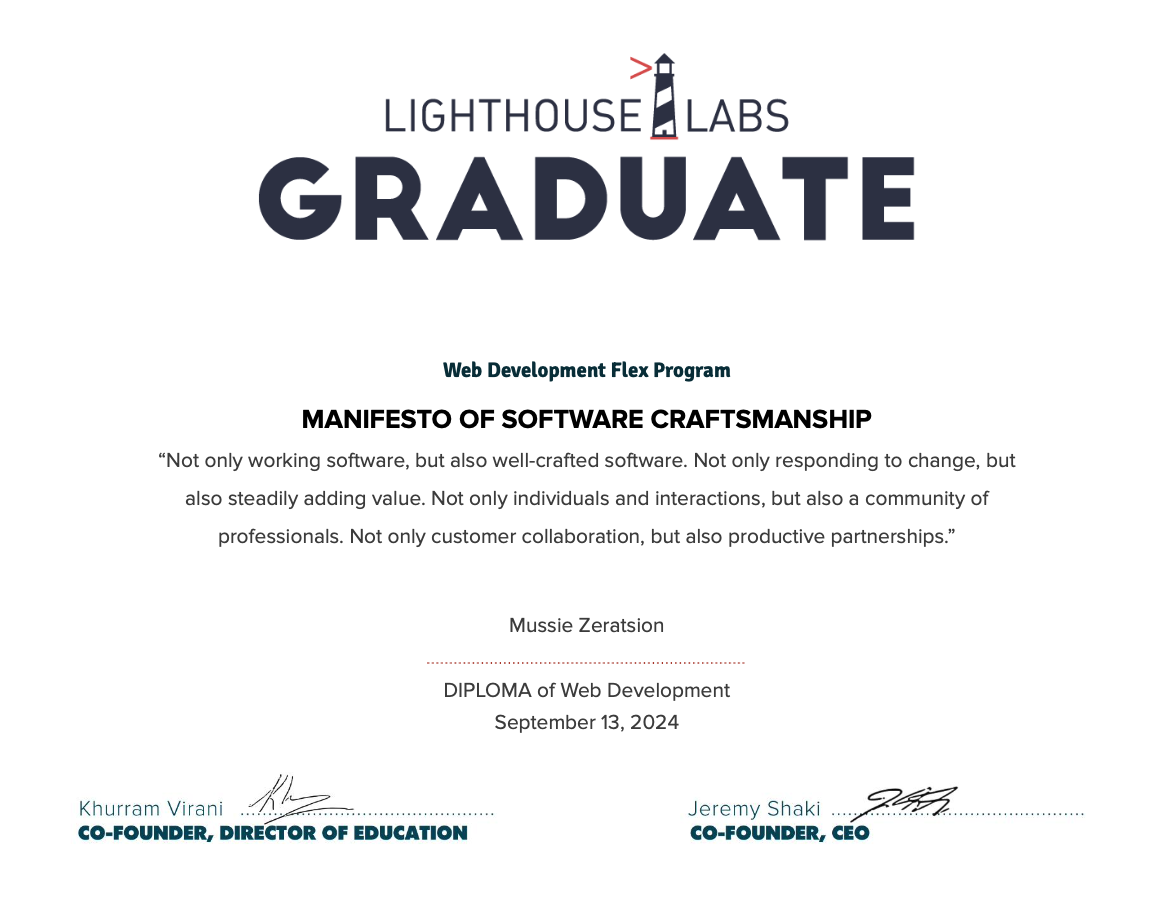 LIGHTHOUSE LABS
GRADUATE
Web Development Flex Program
MANIFESTO OF SOFTWARE CRAFTSMANSHIP
“Not only working software, but also well-crafted software. Not only responding to change, but
also steadily adding value. Not only individuals and interactions, but also a community of
professionals. Not only customer collaboration, but also productive partnerships.”
Mussie Zeratsion
DIPLOMA of Web Development
September 13, 2024
Khurram Virani
CO-FOUNDER, DIRECTOR OF EDUCATION
Jeremy Shaki
CO-FOUNDER, CEO